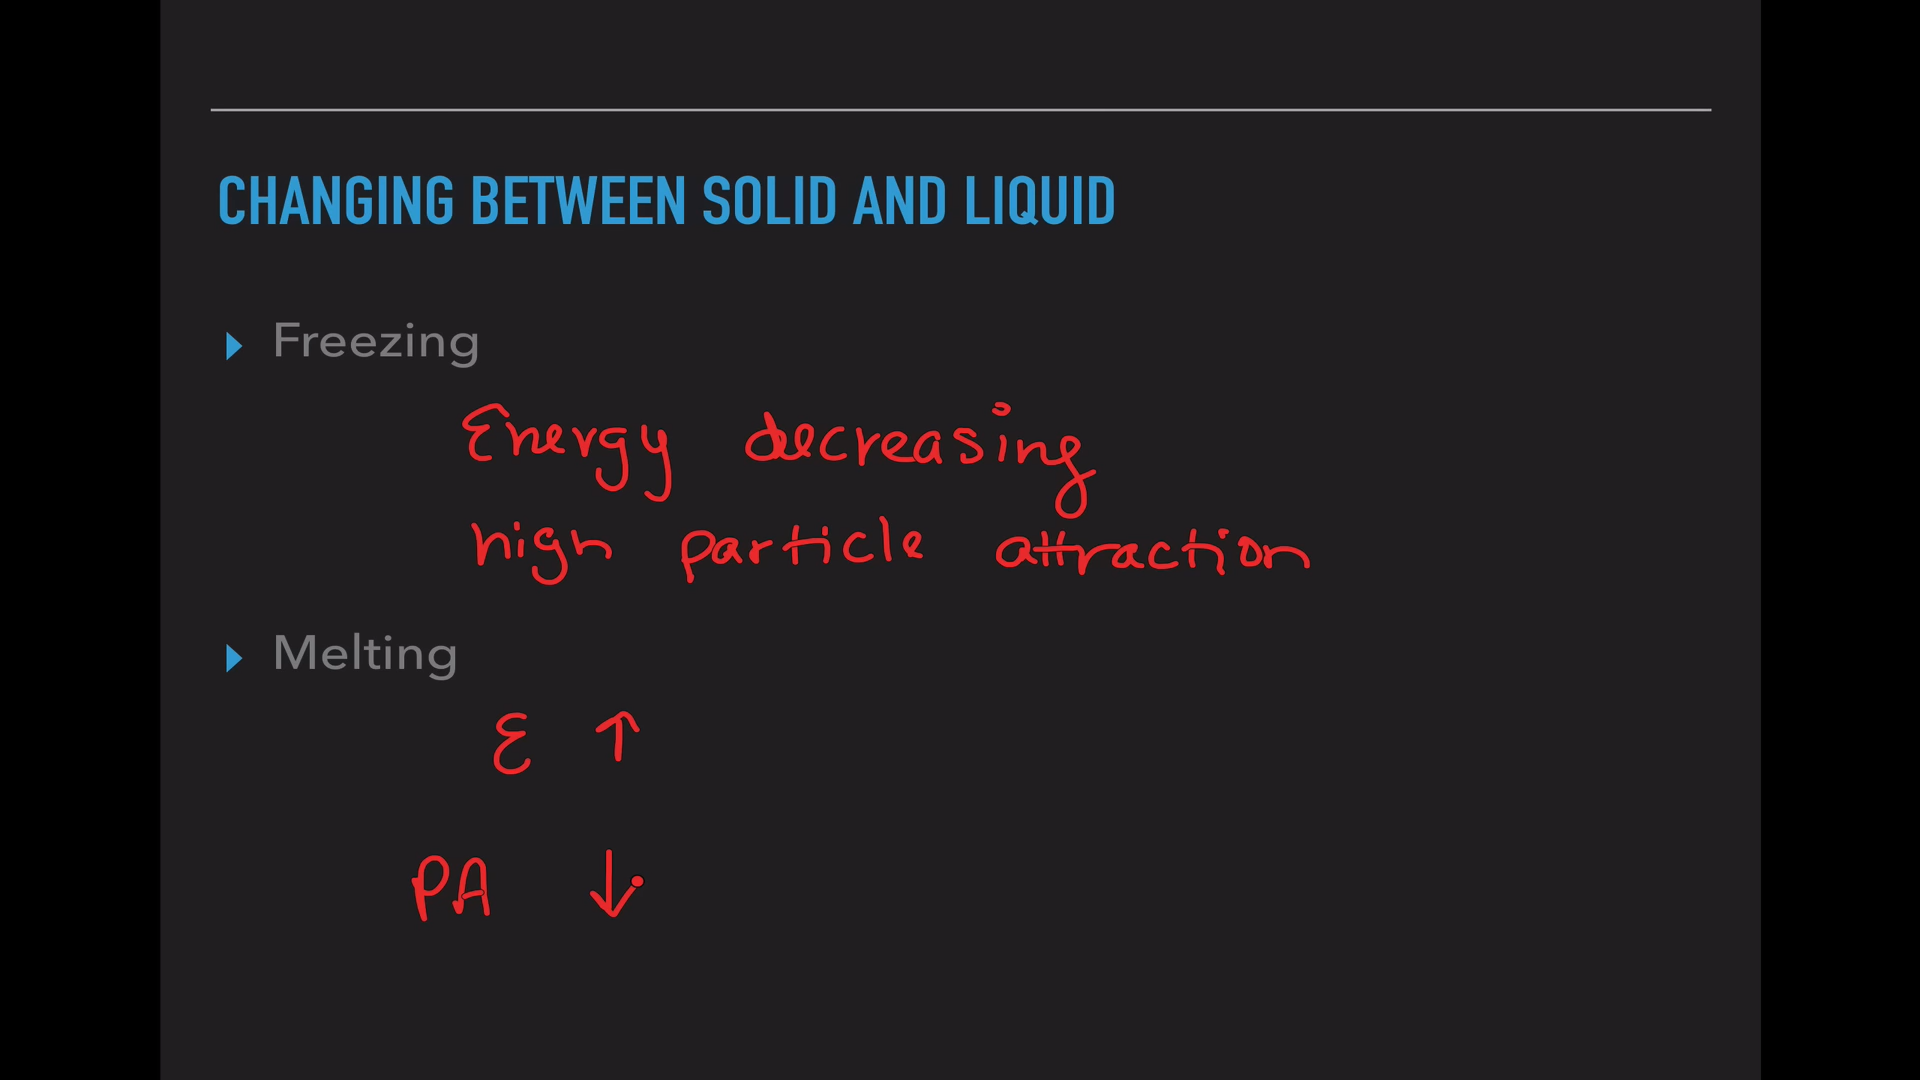 CHANGING BETWEEN SOLID AND LIQUID
Freezing
Energy decreasing
high particle attraction
Melting
E ↑
PA ↓